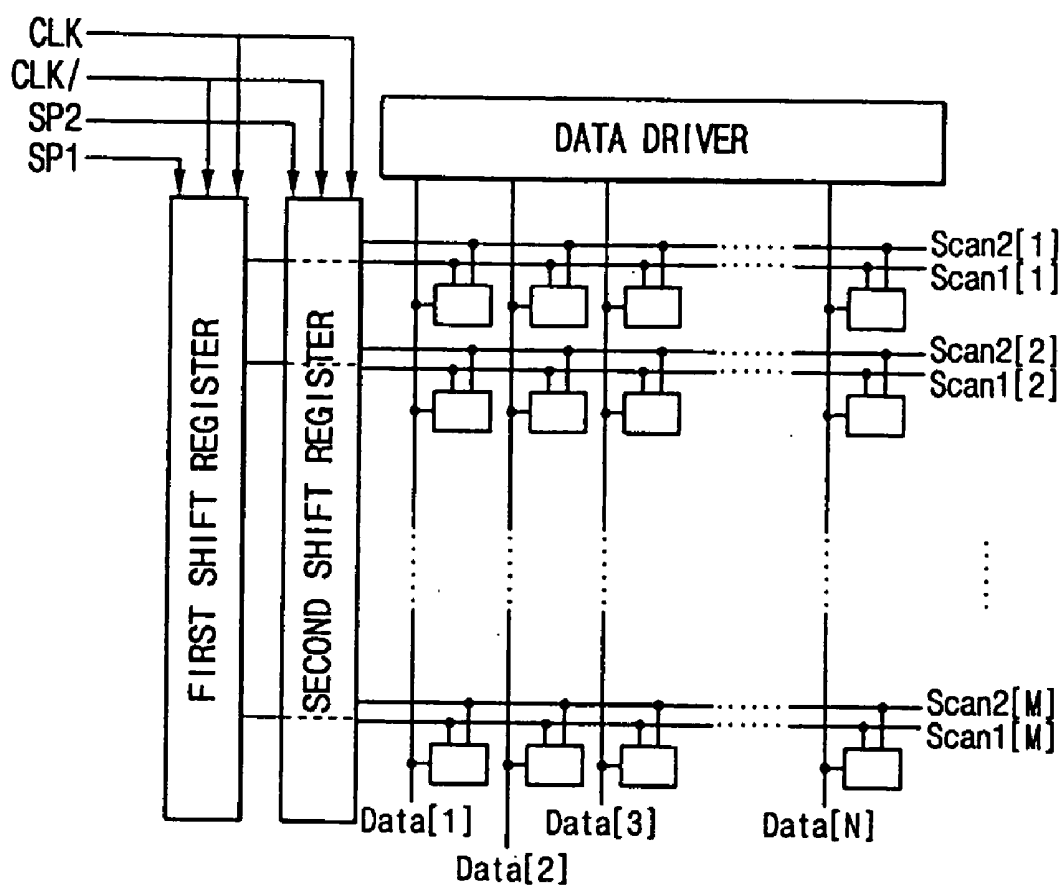 CLK
CLK/
SP2
SP1
DATA DRIVER
FIRST SHIFT REGISTER
SECOND SHIFT REGISTER
Scan2[1]
Scan1[1]
Scan2[2]
Scan1[2]
Scan2[M]
Scan1[M]
Data[1]
Data[2]
Data[3]
Data[N]